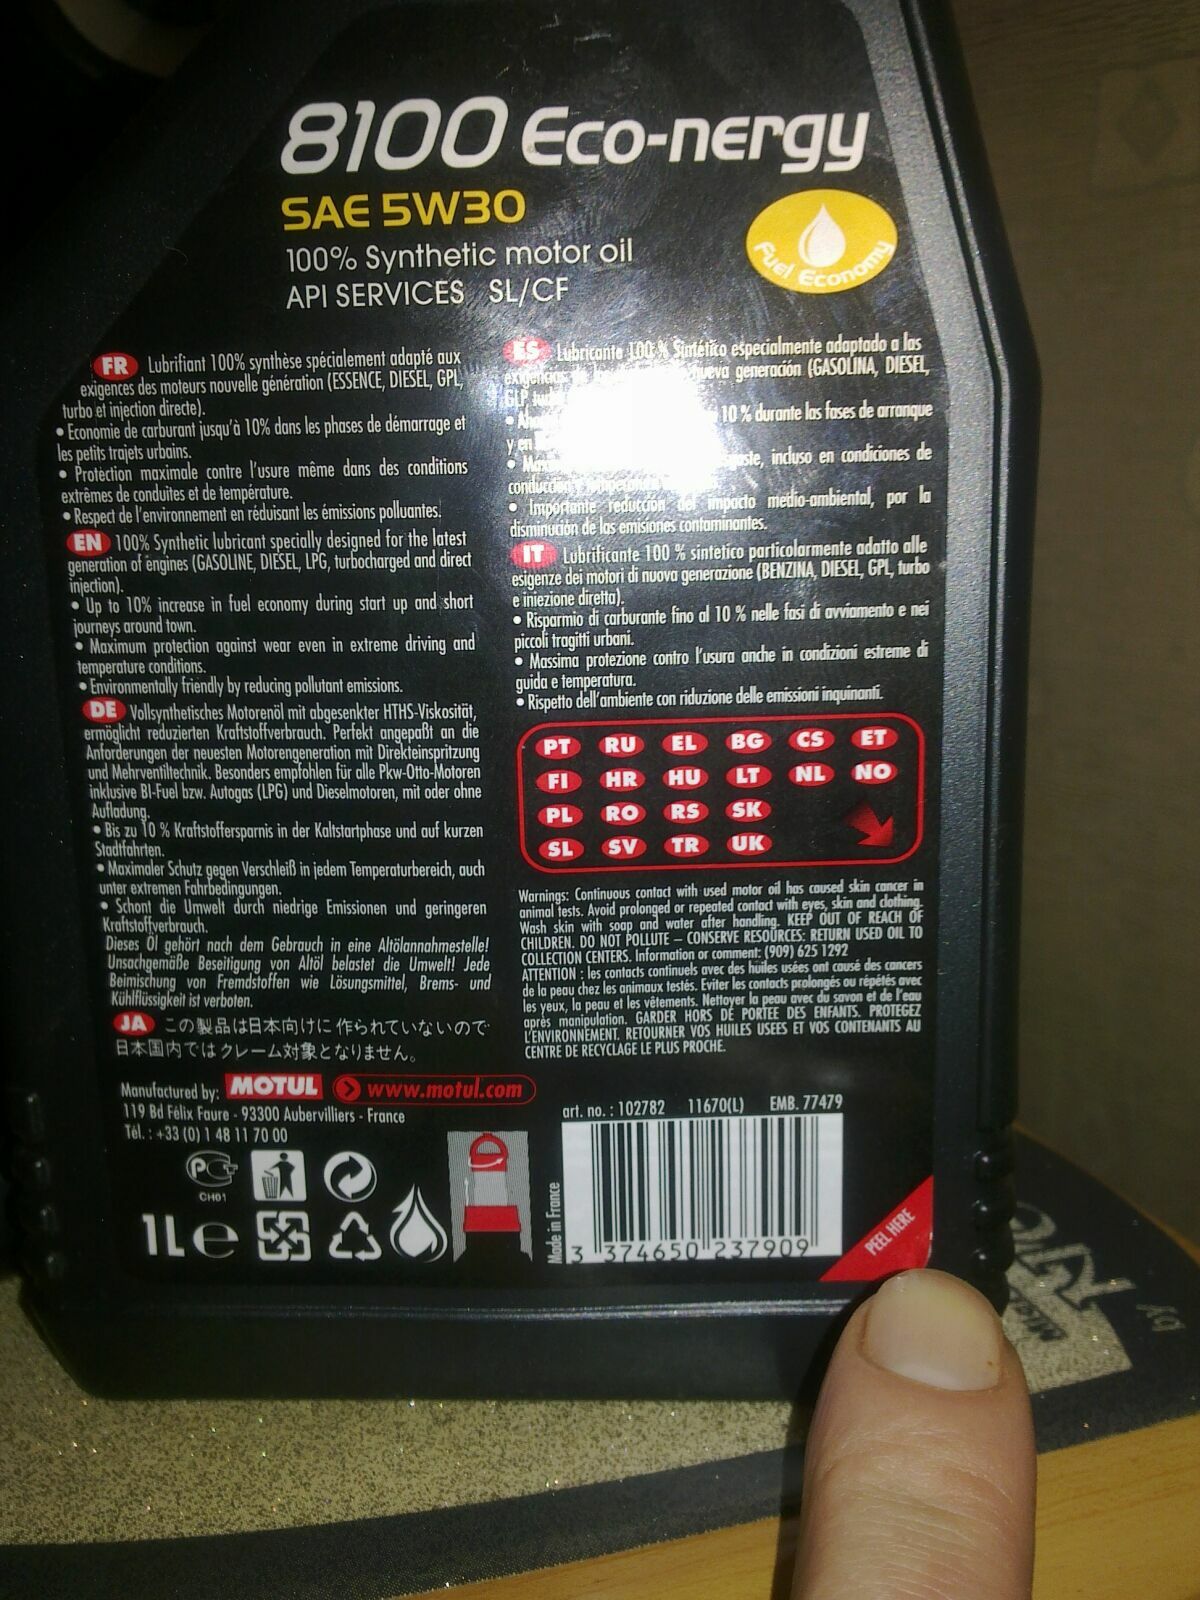 8100 Eco-nergy
SAE 5W30
100% Synthetic motor oil
API SERVICES SL/CF
Fuel Economy
FR Lubrifiant 100% synthèse spécialement adapté aux
exigences des moteurs nouvelle génération (ESSENCE, DIESEL, GPL,
turbo et injection directe).
• Economie de carburant jusqu'à 10% dans les phases de démarrage et
les petits trajets urbains.
• Protection maximale contre l'usure même dans des conditions
extrêmes de conduites et de température.
• Respect de l'environnement en réduisant les émissions polluantes.
EN 100% Synthetic lubricant specially designed for the latest
generation of engines (GASOLINE, DIESEL, LPG, turbocharged and direct
injection).
• Up to 10% increase in fuel economy during start up and short
journeys around town.
• Maximum protection against wear even in extreme driving and
temperature conditions.
• Environmentally friendly by reducing pollutant emissions.
DE Vollsynthetisches Motorenöl mit abgesenkter HTHS-Viskosität,
ermöglicht reduzierten Kraftstoffverbrauch. Perfekt angepaßt an die
Anforderungen der neuesten Motorengeneration mit Direkteinspritzung
und Mehrventiltechnik. Besonders empfohlen für alle Pkw-Otto-Motoren
inklusive BI-Fuel bzw. Autogas (LPG) und Dieselmotoren, mit oder ohne
Aufladung.
• Bis zu 10 % Kraftstoffersparnis in der Kaltstartphase und auf kurzen
Stadtfahrten.
• Maximaler Schutz gegen Verschleiß in jedem Temperaturbereich, auch
unter extremen Fahrbedingungen.
• Schont die Umwelt durch niedrige Emissionen und geringeren
Kraftstoffverbrauch.
Dieses Öl gehört nach dem Gebrauch in eine Altölannahmestelle!
Unsachgemäße Beseitigung von Altöl belastet die Umwelt! Jede
Beimischung von Fremdstoffen wie Lösungsmittel, Brems- und
Kühlflüssigkeit ist verboten.
JA この製品は日本向けに作られていないので
日本国内ではクレーム対象となりません。
Manufactured by: MOTUL www.motul.com
119 Bd Félix Faure - 93300 Aubervilliers - France
Tél. : +33 (0) 1 48 11 70 00
CH01
1L e
ES Lubricante 100 % Sintético especialmente adaptado a las
exigencias nueva generación (GASOLINA, DIESEL,
GLP
10 % durante las fases de arranque
y en
incluso en condiciones de
conducción y temperatura
• Importante reducción del impacto medio-ambiental, por la
disminución de las emisiones contaminantes.
IT Lubrificante 100 % sintetico particolarmente adatto alle
esigenze dei motori di nuova generazione (BENZINA, DIESEL, GPL, turbo
e iniezione diretta).
• Risparmio di carburante fino al 10 % nelle fasi di avviamento e nei
piccoli tragitti urbani.
• Massima protezione contro l'usura anche in condizioni estreme di
guida e temperatura.
• Rispetto dell'ambiente con riduzione delle emissioni inquinanti.
PT RU EL BG CS ET
FI HR HU LT NL NO
PL RO RS SK
SL SV TR UK
Warnings: Continuous contact with used motor oil has caused skin cancer in
animal tests. Avoid prolonged or repeated contact with eyes, skin and clothing.
Wash skin with soap and water after handling. KEEP OUT OF REACH OF
CHILDREN. DO NOT POLLUTE – CONSERVE RESOURCES: RETURN USED OIL TO
COLLECTION CENTERS. Information or comment: (909) 625 1292
ATTENTION : les contacts continuels avec des huiles usées ont causé des cancers
de la peau chez les animaux testés. Eviter les contacts prolongés ou répétés avec
les yeux, la peau et les vêtements. Nettoyer la peau avec du savon et de l'eau
après manipulation. GARDER HORS DE PORTEE DES ENFANTS. PROTEGEZ
L'ENVIRONNEMENT. RETOURNER VOS HUILES USEES ET VOS CONTENANTS AU
CENTRE DE RECYCLAGE LE PLUS PROCHE.
art. no. : 102782 11670(L) EMB. 77479
Made in France
3 374650 237909
PEEL HERE
by